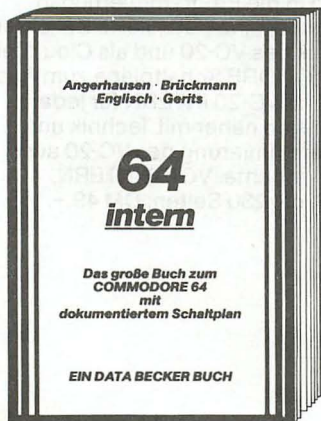 Angerhausen · Brückmann
Englisch · Gerits
64
intern
Das große Buch zum
COMMODORE 64
mit
dokumentiertem Schaltplan
EIN DATA BECKER BUCH